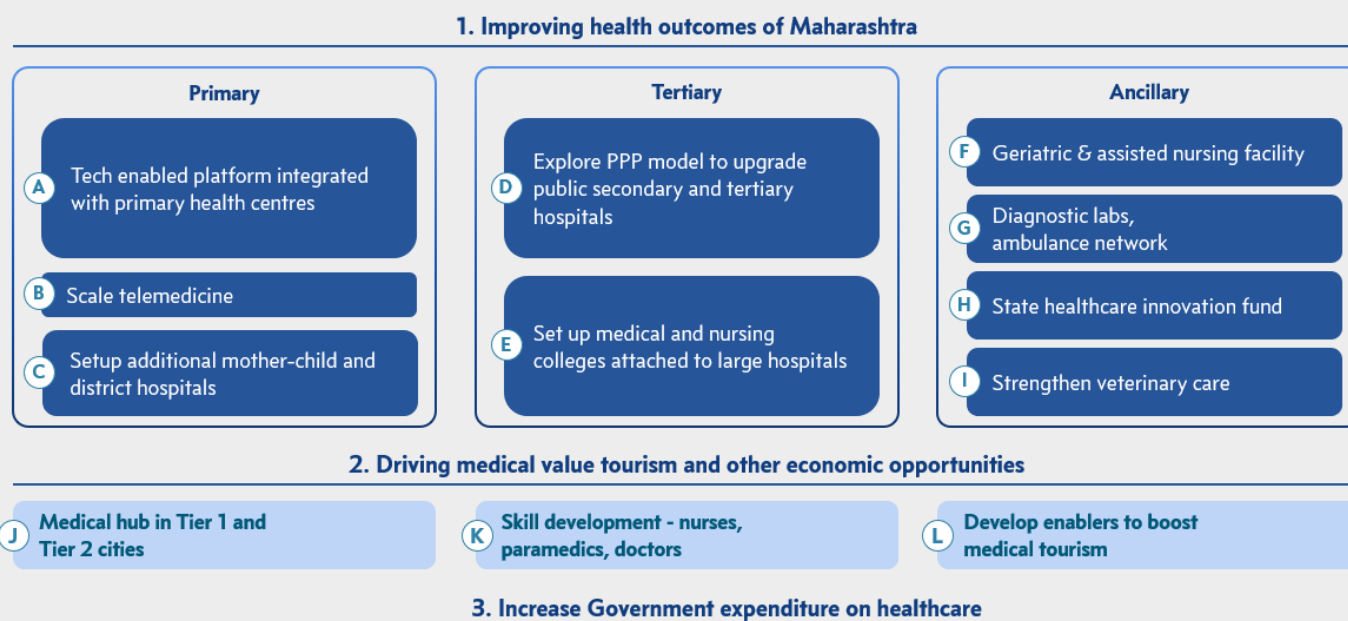 1. Improving health outcomes of Maharashtra
Primary
A
Tech enabled platform integrated
with primary health centres
B
Scale telemedicine
C
Setup additional mother-child and
district hospitals
Tertiary
D
Explore PPP model to upgrade
public secondary and tertiary
hospitals
E
Set up medical and nursing
colleges attached to large hospitals
Ancillary
F
Geriatric & assisted nursing facility
G
Diagnostic labs,
ambulance network
H
State healthcare innovation fund
I
Strengthen veterinary care
2. Driving medical value tourism and other economic opportunities
J
Medical hub in Tier 1 and
Tier 2 cities
K
Skill development - nurses,
paramedics, doctors
L
Develop enablers to boost
medical tourism
3. Increase Government expenditure on healthcare